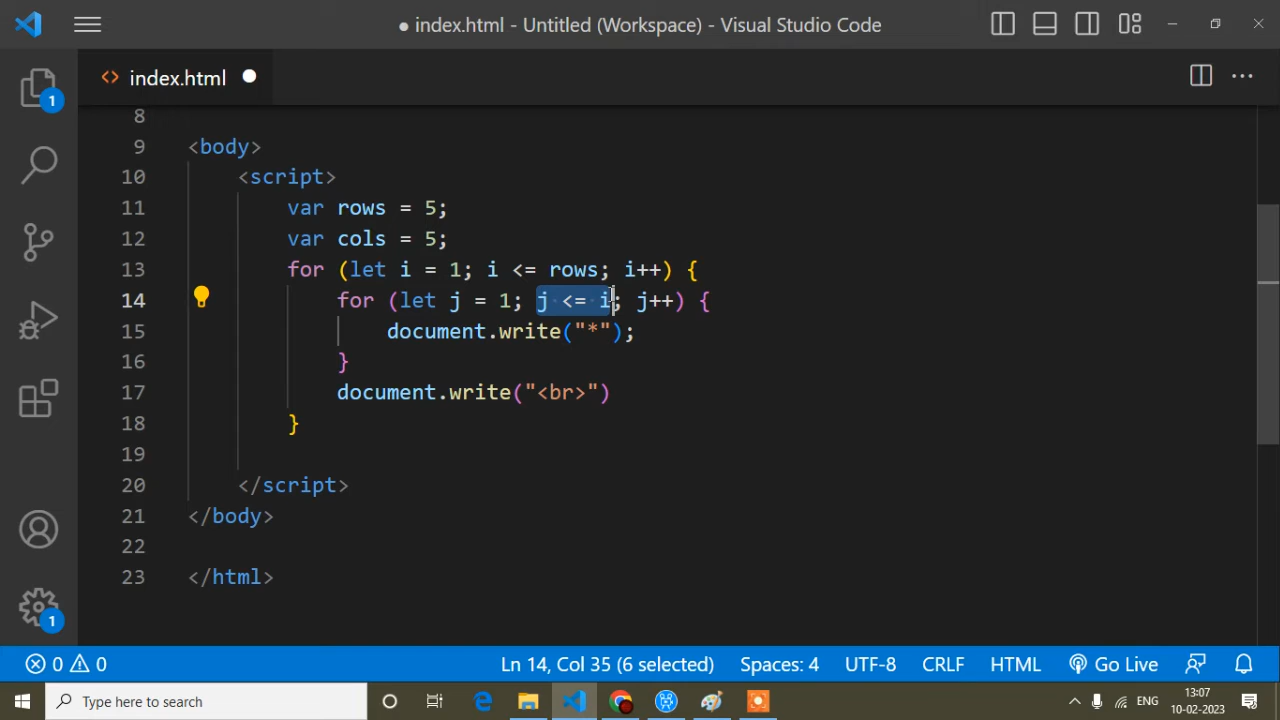 index.html - Untitled (Workspace) - Visual Studio Code
1
<> index.html
8
9 <body>
10 <script>
11 var rows = 5;
12 var cols = 5;
13 for (let i = 1; i <= rows; i++) {
14 for (let j = 1; j <= i; j++) {
15 document.write("*");
16 }
17 document.write("<br>")
18 }
19
20 </script>
21 </body>
22
23 </html>
1
0 0 Ln 14, Col 35 (6 selected) Spaces: 4 UTF-8 CRLF HTML Go Live
Type here to search ENG 13:07
10-02-2023